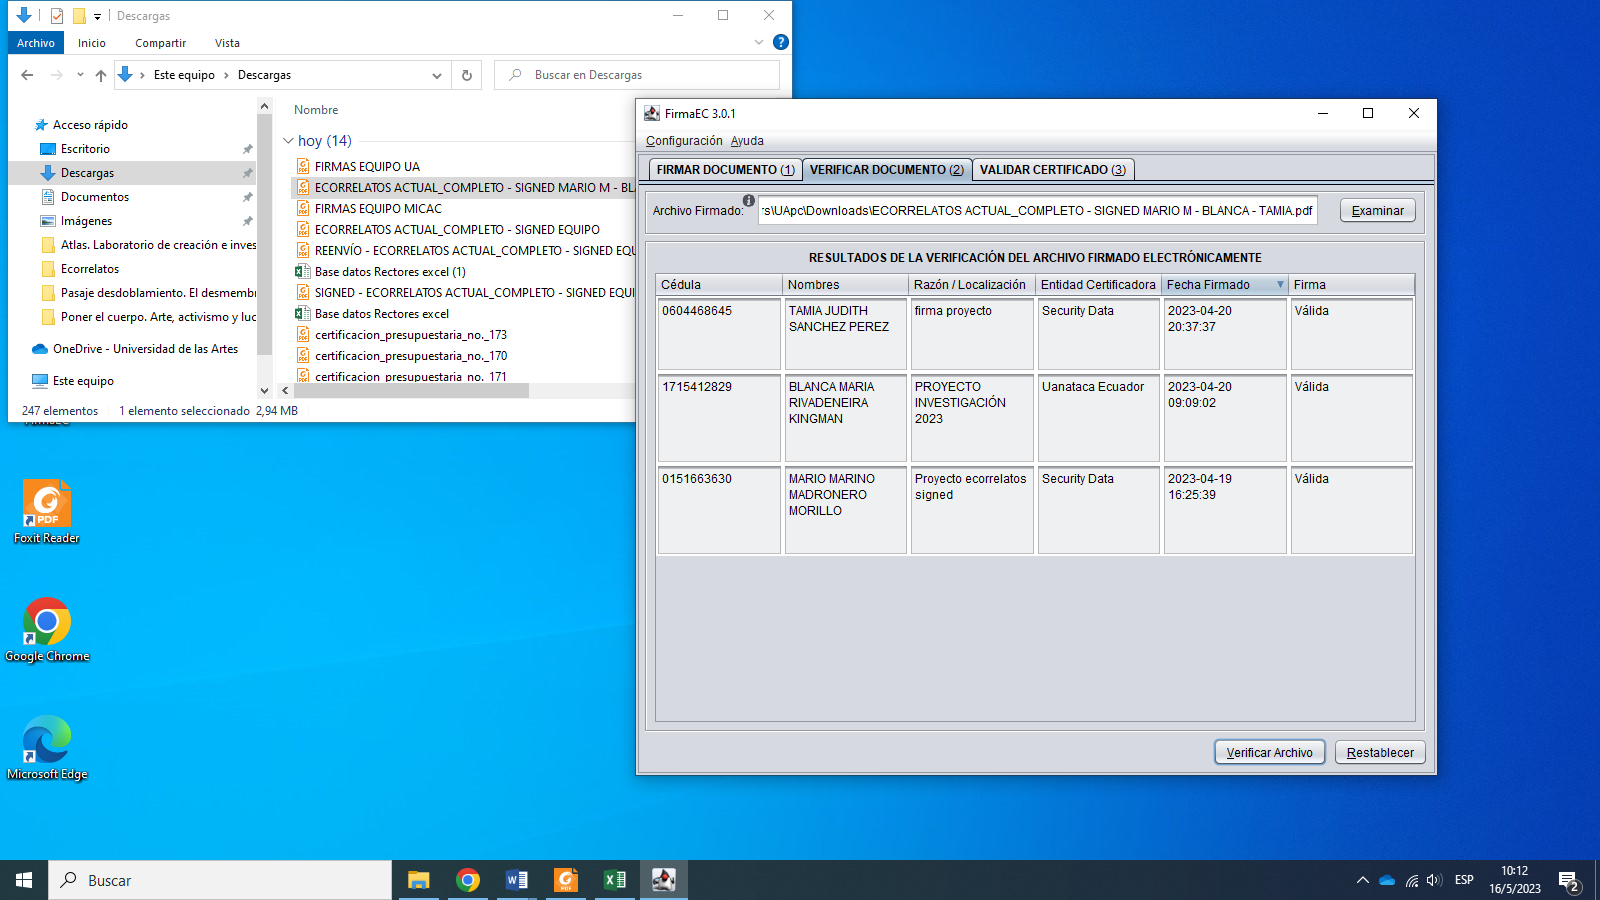 Descargas
Archivo
Inicio
Compartir
Vista
Este equipo
Descargas
Buscar en Descargas
Acceso rápido
Escritorio
Descargas
Documentos
Imágenes
Atlas. Laboratorio de creación e inves
Ecorrelatos
Pasaje desdoblamiento. El desmembr
Poner el cuerpo. Arte, activismo y luc
OneDrive - Universidad de las Artes
Este equipo
Nombre
hoy (14)
FIRMAS EQUIPO UA
ECORRELATOS ACTUAL_COMPLETO - SIGNED MARIO M - BLA
FIRMAS EQUIPO MICAC
ECORRELATOS ACTUAL_COMPLETO - SIGNED EQUIPO
REENVÍO - ECORRELATOS ACTUAL_COMPLETO - SIGNED EQU
Base datos Rectores excel (1)
SIGNED - ECORRELATOS ACTUAL_COMPLETO - SIGNED EQUI
Base datos Rectores excel
certificacion_presupuestaria_no._173
certificacion_presupuestaria_no._170
certificacion_presupuestaria_no._171
247 elementos
1 elemento seleccionado 2,94 MB
FirmaEC 3.0.1
Configuración Ayuda
FIRMAR DOCUMENTO (1)
VERIFICAR DOCUMENTO (2)
VALIDAR CERTIFICADO (3)
Archivo Firmado:
rs\UApc\Downloads\ECORRELATOS ACTUAL_COMPLETO - SIGNED MARIO M - BLANCA - TAMIA.pdf
Examinar
RESULTADOS DE LA VERIFICACIÓN DEL ARCHIVO FIRMADO ELECTRÓNICAMENTE
Cédula
Nombres
Razón / Localización
Entidad Certificadora
Fecha Firmado
Firma
0604468645
TAMIA JUDITH
SANCHEZ PEREZ
firma proyecto
Security Data
2023-04-20
20:37:37
Válida
1715412829
BLANCA MARIA
RIVADENEIRA
KINGMAN
PROYECTO
INVESTIGACIÓN
2023
Uanataca Ecuador
2023-04-20
09:09:02
Válida
0151663630
MARIO MARINO
MADRONERO
MORILLO
Proyecto ecorrelatos
signed
Security Data
2023-04-19
16:25:39
Válida
Verificar Archivo
Restablecer
FirmaEC
PDF
Foxit Reader
Google Chrome
Microsoft Edge
Buscar
ESP
10:12
16/5/2023
2